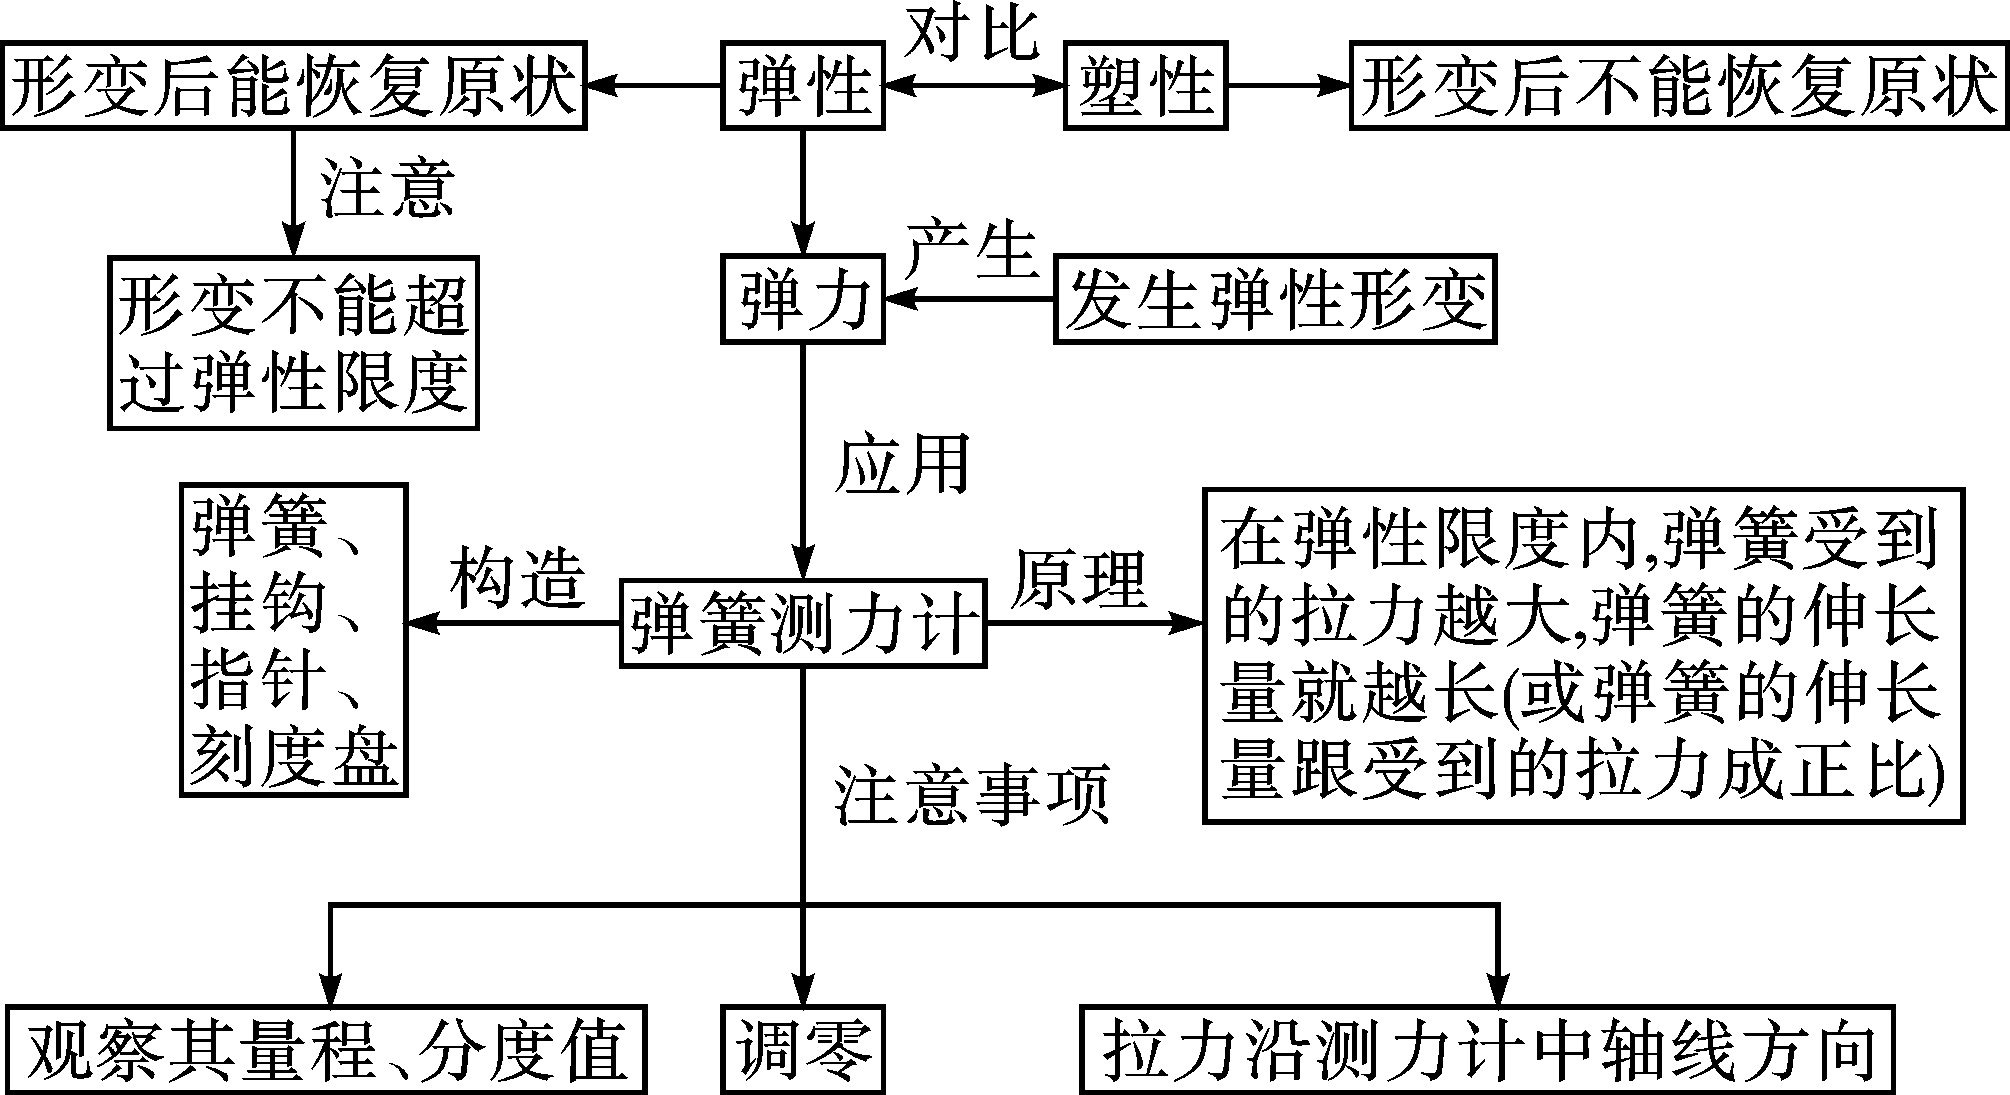 形变后能恢复原状
弹性
对比
塑性
形变后不能恢复原状
注意
形变不能超
过弹性限度
弹力
产生
发生弹性形变
应用
弹簧、
挂钩、
指针、
刻度盘
构造
弹簧测力计
原理
在弹性限度内,弹簧受到
的拉力越大,弹簧的伸长
量就越长(或弹簧的伸长
量跟受到的拉力成正比)
注意事项
观察其量程、分度值
调零
拉力沿测力计中轴线方向